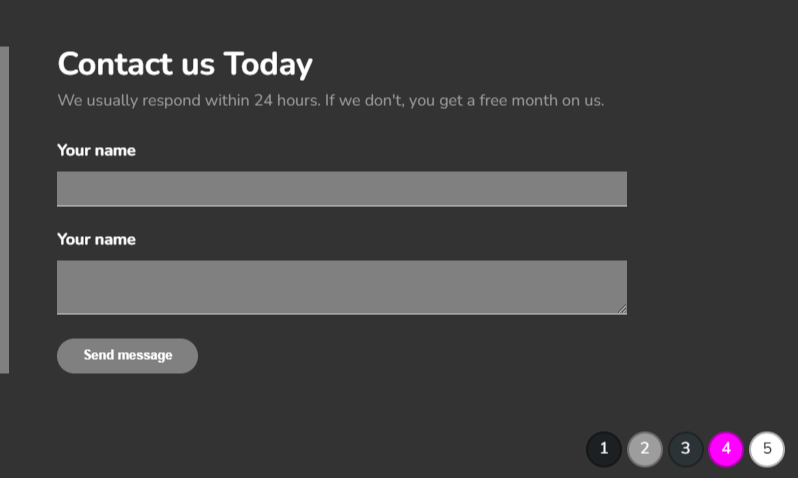 Contact us Today
We usually respond within 24 hours. If we don't, you get a free month on us.
Your name
Your name
Send message
1 2 3 4 5